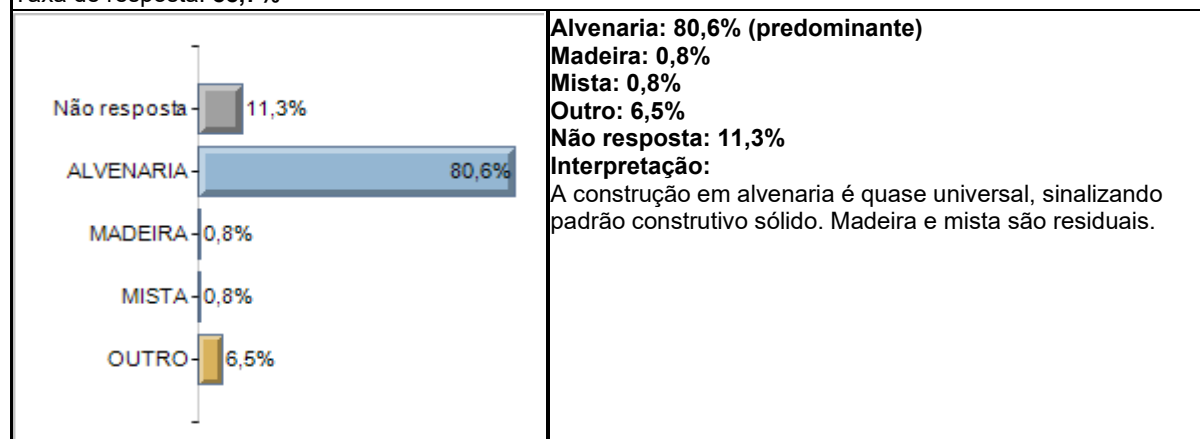 Não resposta 11,3%
ALVENARIA 80,6%
MADEIRA 0,8%
MISTA 0,8%
OUTRO 6,5%
Alvenaria: 80,6% (predominante)
Madeira: 0,8%
Mista: 0,8%
Outro: 6,5%
Não resposta: 11,3%
Interpretação:
A construção em alvenaria é quase universal, sinalizando
padrão construtivo sólido. Madeira e mista são residuais.